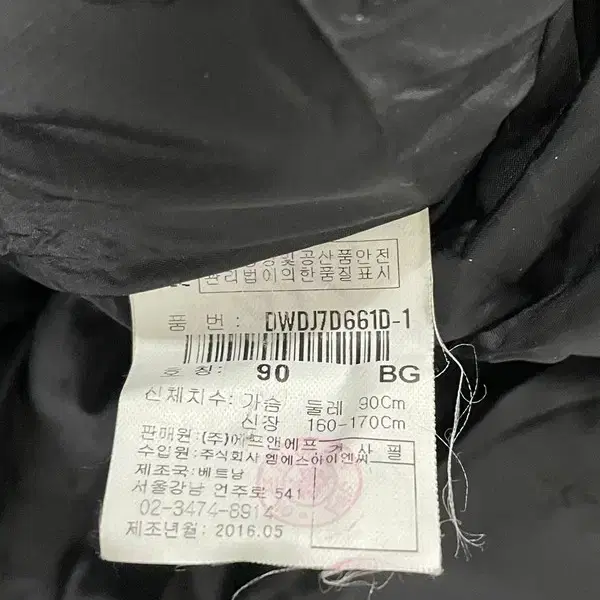 공산품안전
관리법에의한품질표시
품 번 : DWDJ7D661D-1
호 칭: 90 BG
신체치수: 가슴 둘레 90Cm
신장 160-170Cm
판매원:(주)에프앤에프 검 사 필
수입원:주식회사 엠에스아이엔씨
제조국:베트남
서울강남 언주로 541
02-3474-8914
제조년월: 2016.05